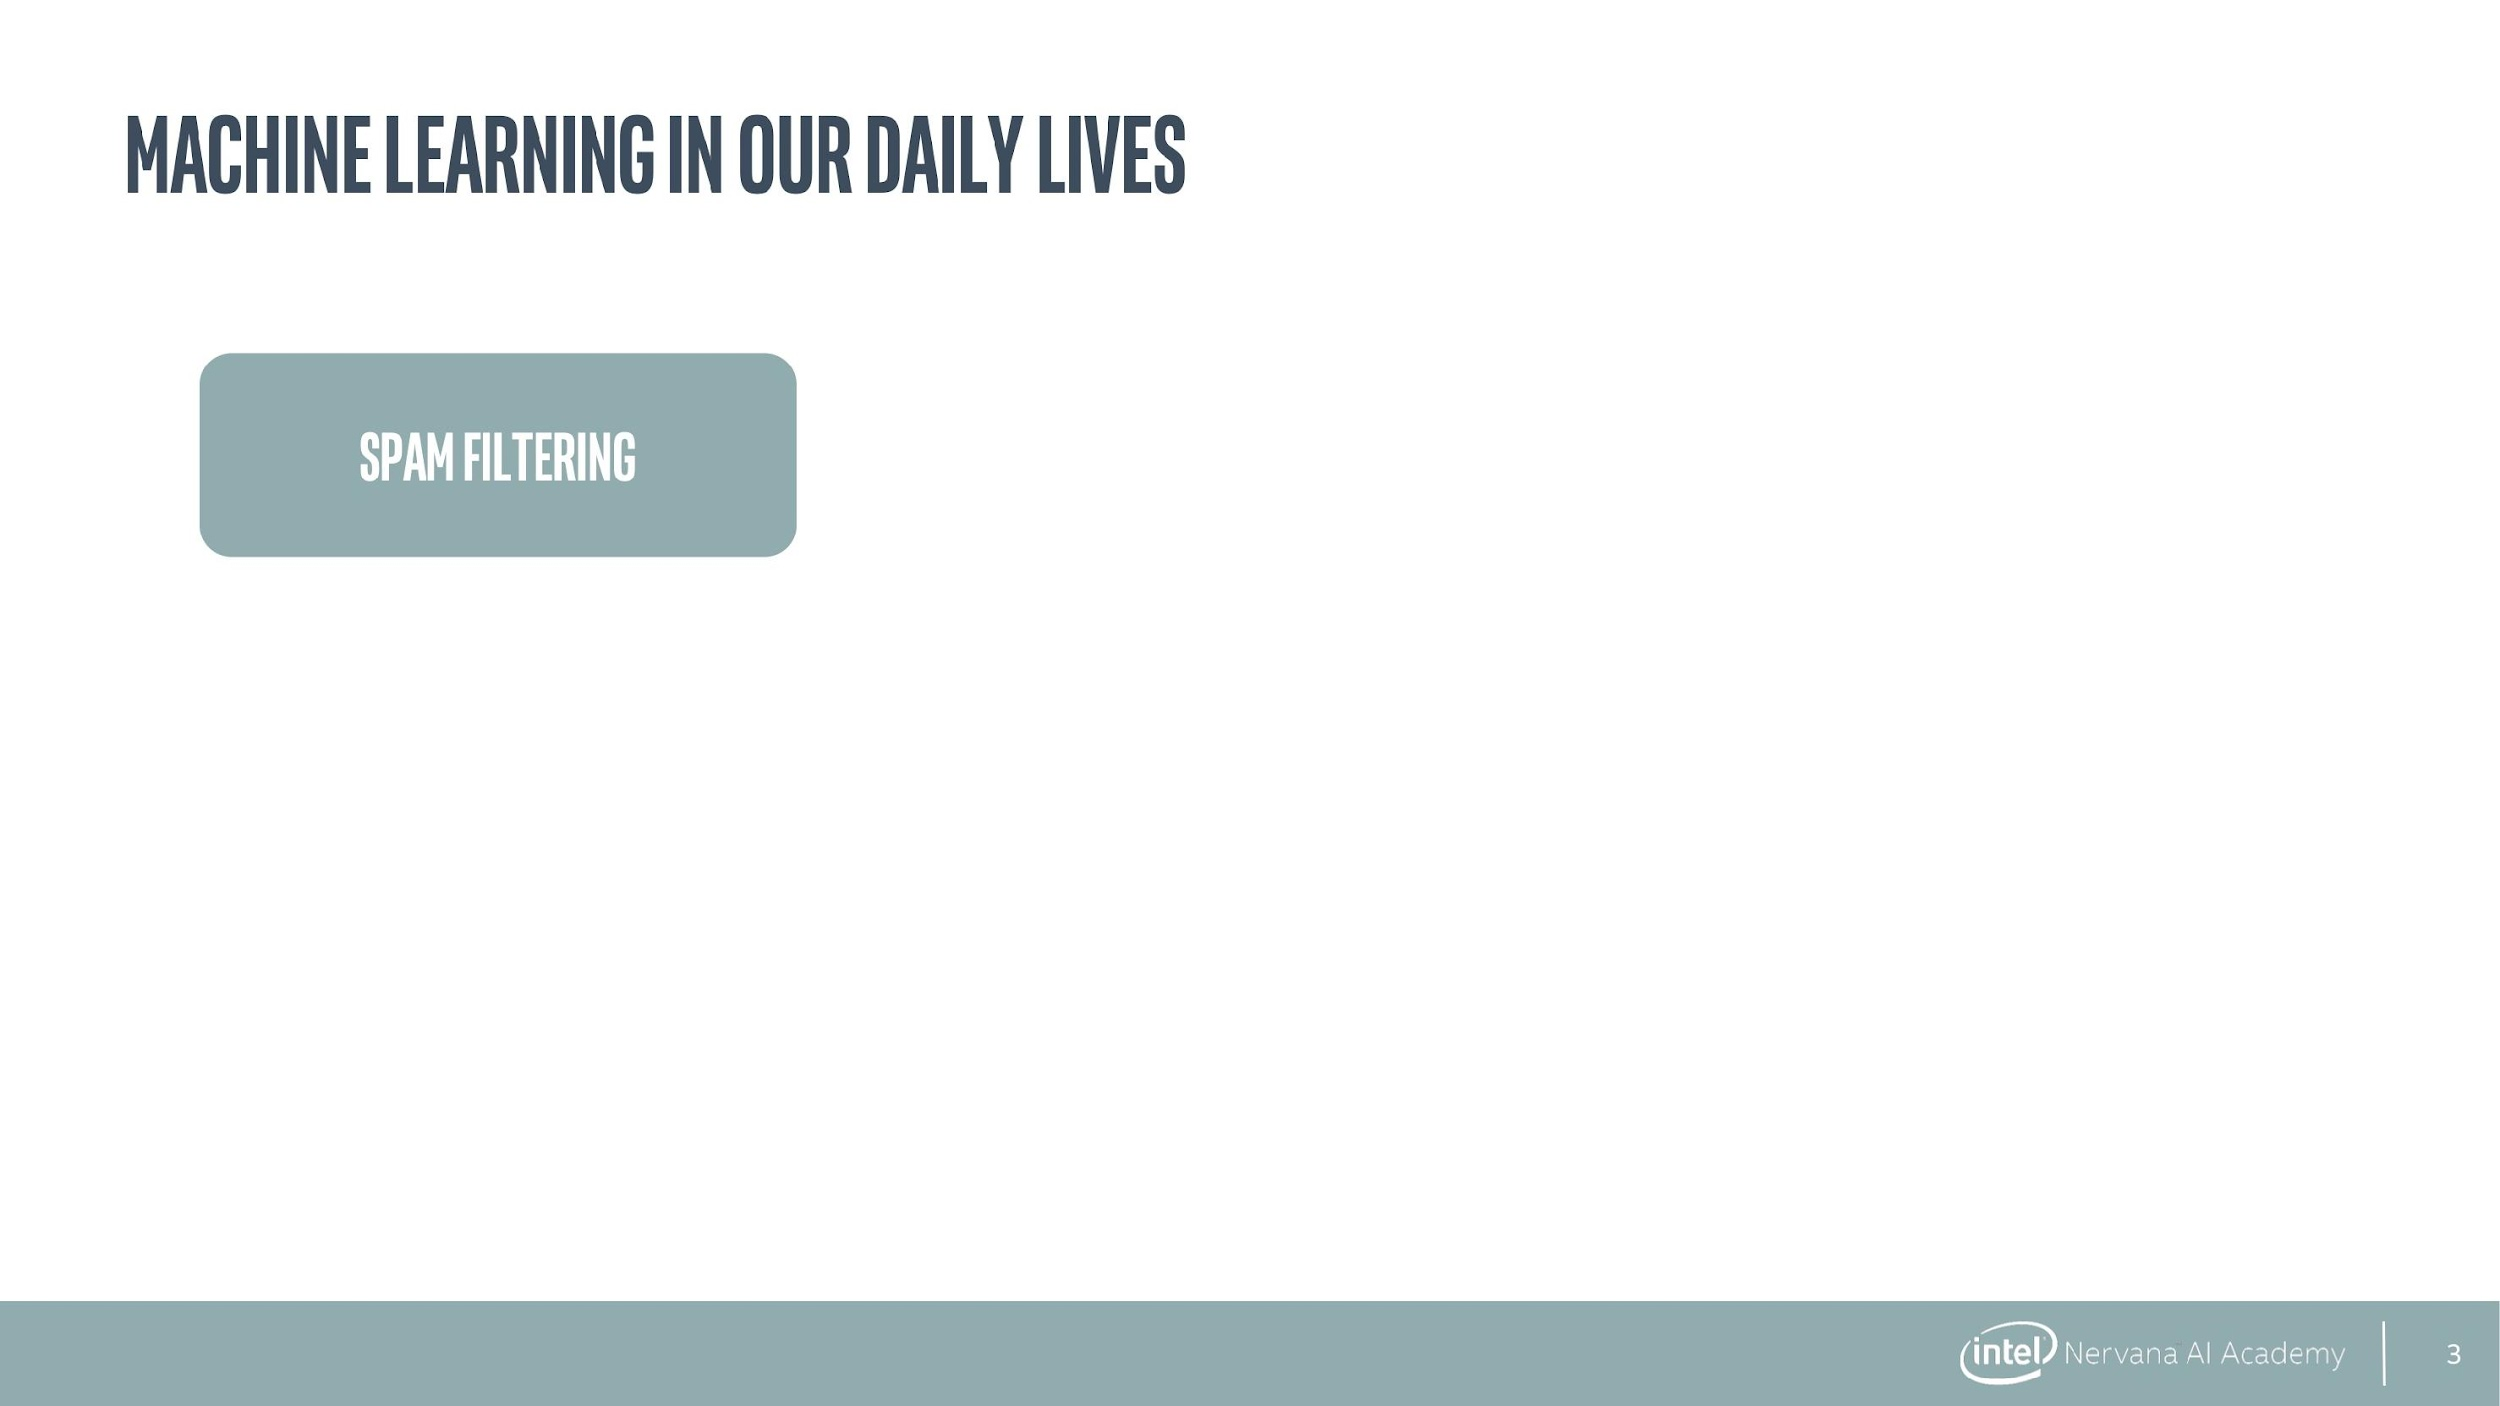 MACHINE LEARNING IN OUR DAILY LIVES
SPAM FILTERING
intel Nervana AI Academy
3